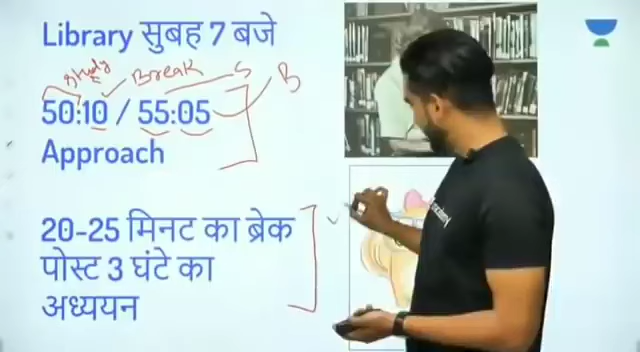 Library सुबह 7 बजे
Study Break S B
50:10 / 55:05
Approach
20-25 मिनट का ब्रेक
पोस्ट 3 घंटे का
अध्ययन